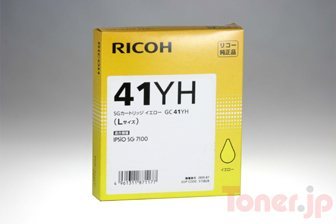 リコー
純正品
RICOH
41YH
SGカートリッジ イエロー GC 41YH
(Lサイズ)
IPSiO SG 7100
イエロー
4961311871177
Toner.jp